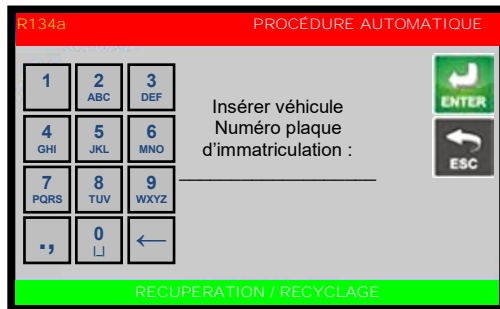 R134a PROCÉDURE AUTOMATIQUE
1 2 3
ABC DEF
4 5 6
GHI JKL MNO
7 8 9
PQRS TUV WXYZ
., 0 ←
Insérer véhicule
Numéro plaque
d'immatriculation :
ENTER
ESC
RECUPERATION / RECYCLAGE